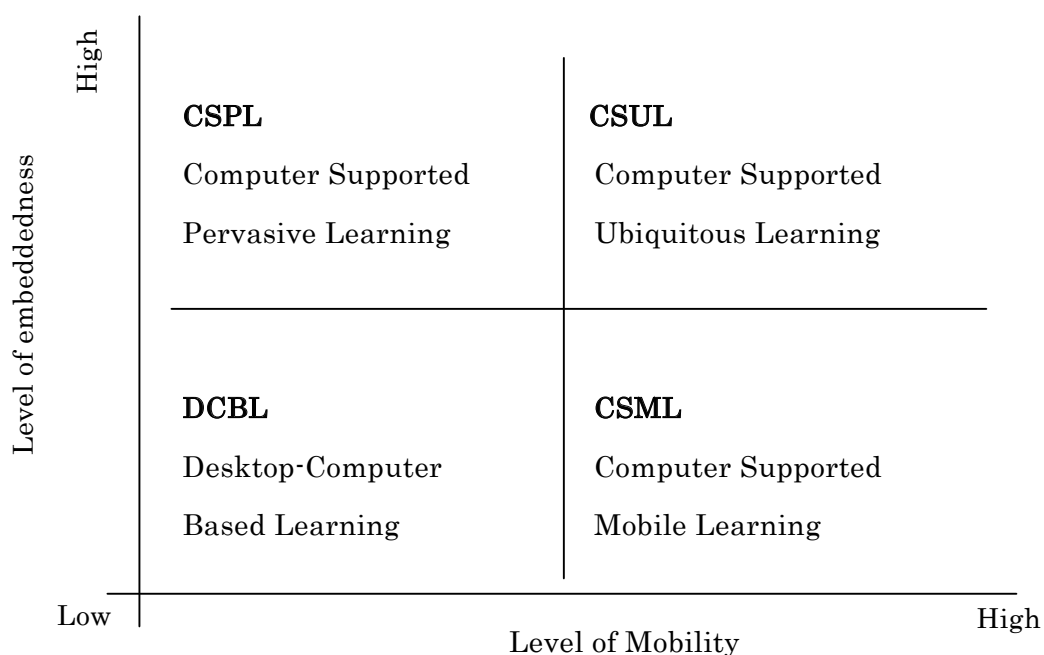 High
Level of embeddedness
CSPL
Computer Supported
Pervasive Learning
CSUL
Computer Supported
Ubiquitous Learning
DCBL
Desktop-Computer
Based Learning
CSML
Computer Supported
Mobile Learning
Low
High
Level of Mobility